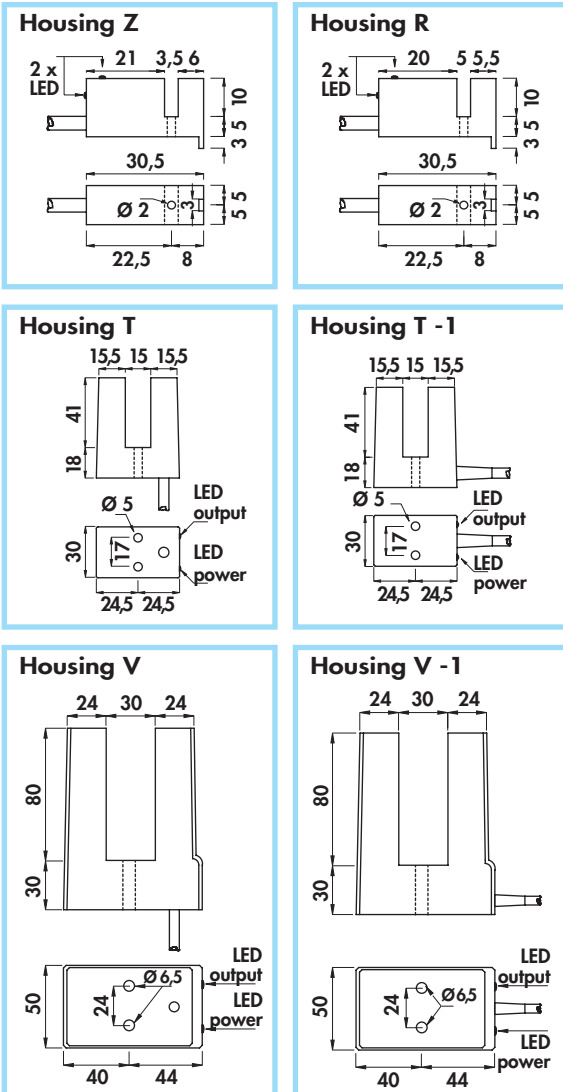 Housing Z
21 3,5 6
2 x
LED
10
5
3
30,5
Ø 2
3
5
5
22,5 8
Housing R
20 5 5,5
2 x
LED
10
5
3
30,5
Ø 2
3
5
5
22,5 8
Housing T
15,5 15 15,5
41
18
Ø 5
LED
output
30
17
LED
power
24,5 24,5
Housing T -1
15,5 15 15,5
41
18
Ø 5
LED
output
30
17
LED
power
24,5 24,5
Housing V
24 30 24
80
30
LED
output
Ø 6,5
50
24
LED
power
40 44
Housing V -1
24 30 24
80
30
LED
output
Ø6,5
50
24
LED
power
40 44